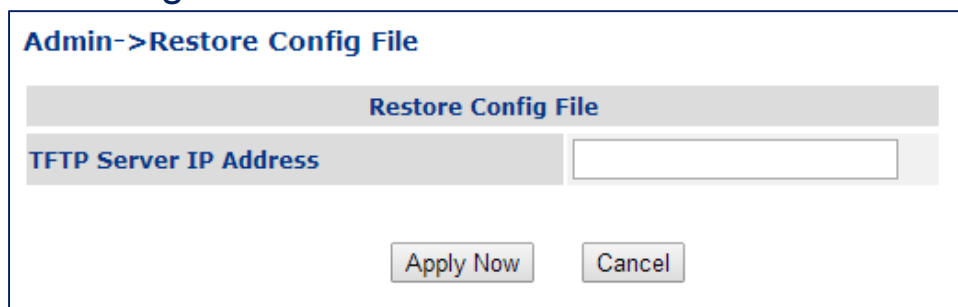 Admin->Restore Config File
Restore Config File
TFTP Server IP Address
Apply Now Cancel